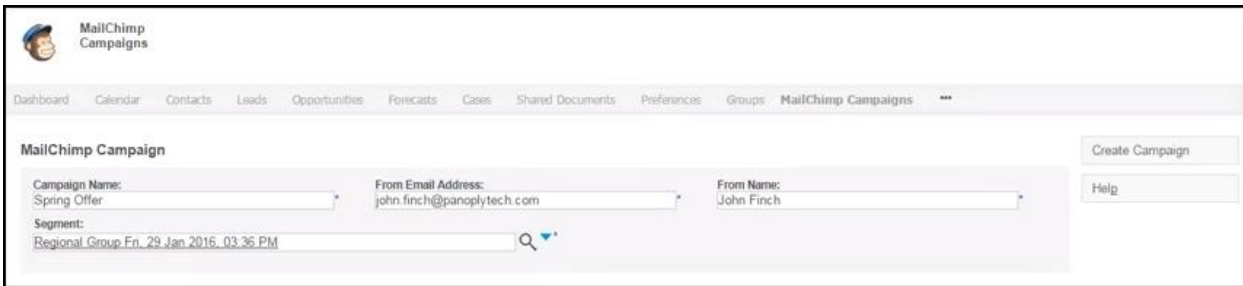 MailChimp
Campaigns
Dashboard Calendar Contacts Leads Opportunities Forecasts Cases Shared Documents Preferences Groups MailChimp Campaigns •••
MailChimp Campaign
Create Campaign
Campaign Name: From Email Address: From Name:
Spring Offer * john.finch@panoplytech.com * John Finch *
Help
Segment:
Regional Group Fri, 29 Jan 2016, 03:36 PM *